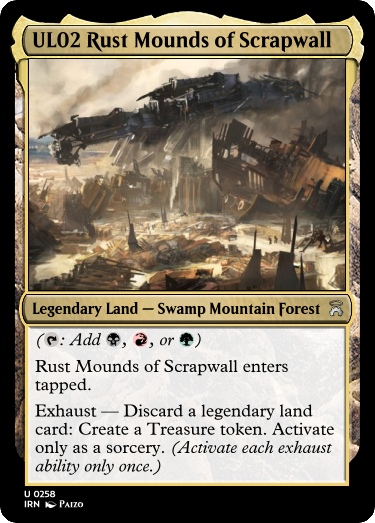 UL02 Rust Mounds of Scrapwall
Legendary Land — Swamp Mountain Forest
(: Add , , or )
Rust Mounds of Scrapwall enters
tapped.
Exhaust — Discard a legendary land
card: Create a Treasure token. Activate
only as a sorcery. (Activate each exhaust
ability only once.)
U 0258
IRN Paizo